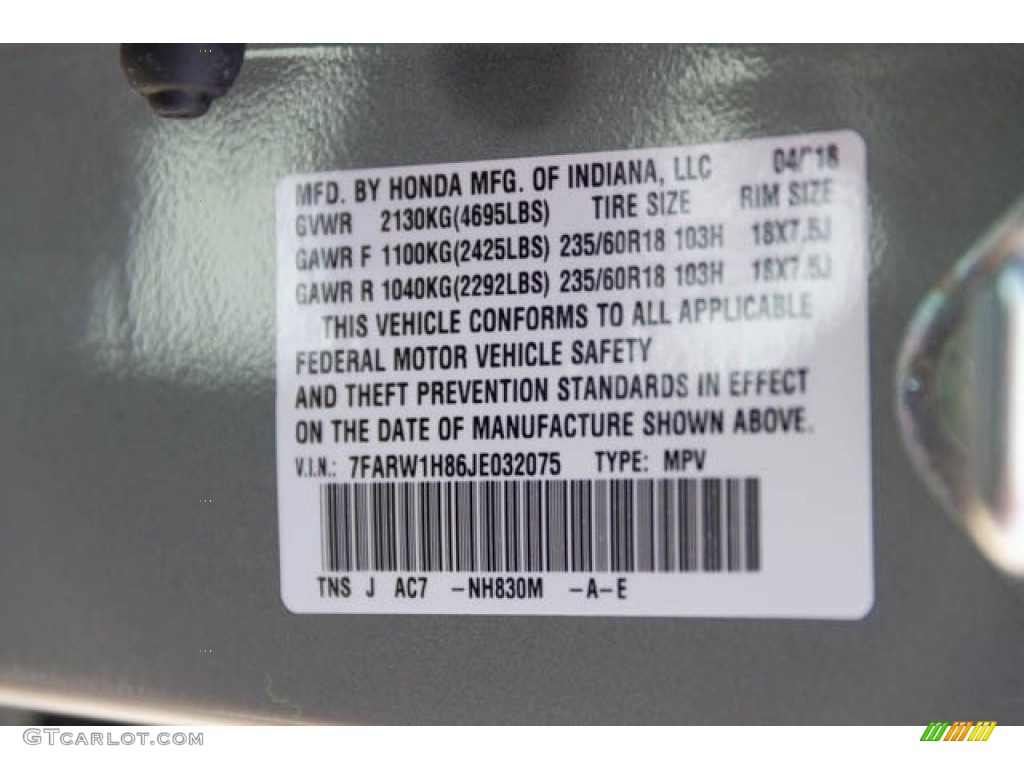 MFD. BY HONDA MFG. OF INDIANA, LLC 04/18
GVWR 2130KG(4695LBS) TIRE SIZE RIM SIZE
GAWR F 1100KG(2425LBS) 235/60R18 103H 18X7.5J
GAWR R 1040KG(2292LBS) 235/60R18 103H 18X7.5J
THIS VEHICLE CONFORMS TO ALL APPLICABLE
FEDERAL MOTOR VEHICLE SAFETY
AND THEFT PREVENTION STANDARDS IN EFFECT
ON THE DATE OF MANUFACTURE SHOWN ABOVE.
V.I.N.: 7FARW1H86JE032075 TYPE: MPV
TNS J AC7 -NH830M -A-E
GTCARLOT.COM